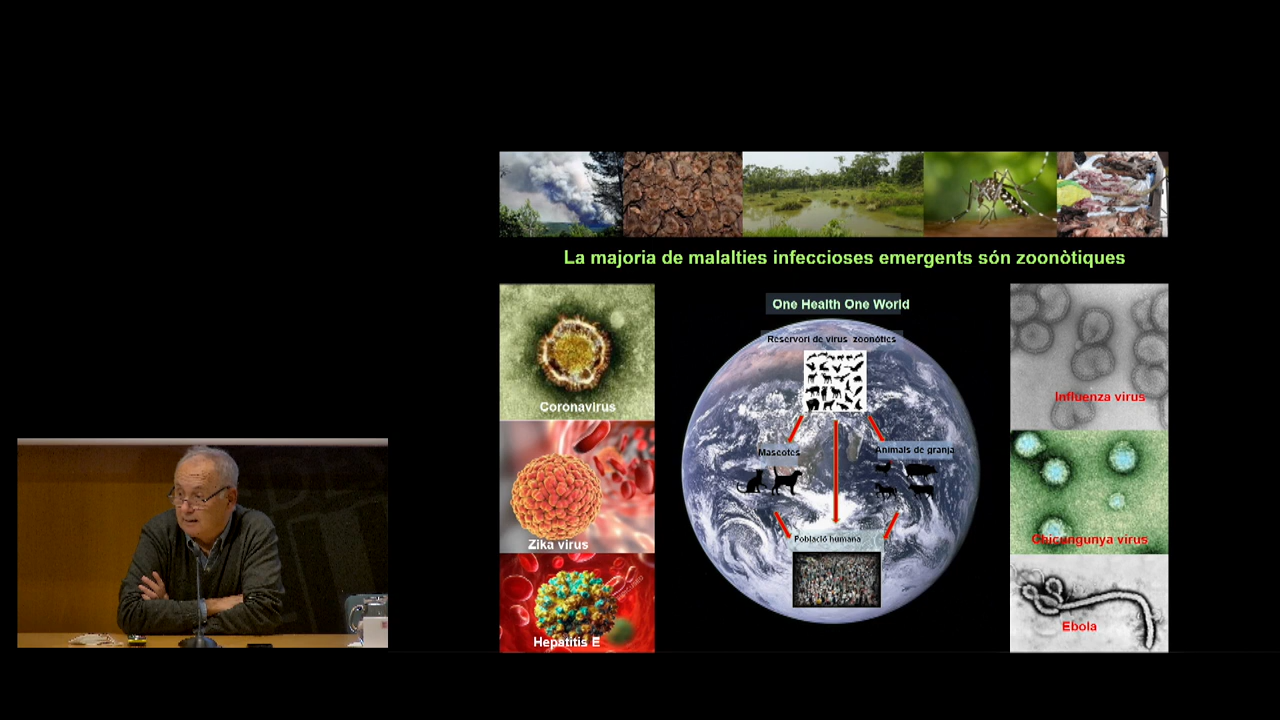 La majoria de malalties infeccioses emergents són zoonòtiques
One Health One World
Reservori de virus zoonòtics
Coronavirus
Influenza virus
Mascotes
Animals de granja
Zika virus
Chicungunya virus
Població humana
Hepatitis E
Ebola